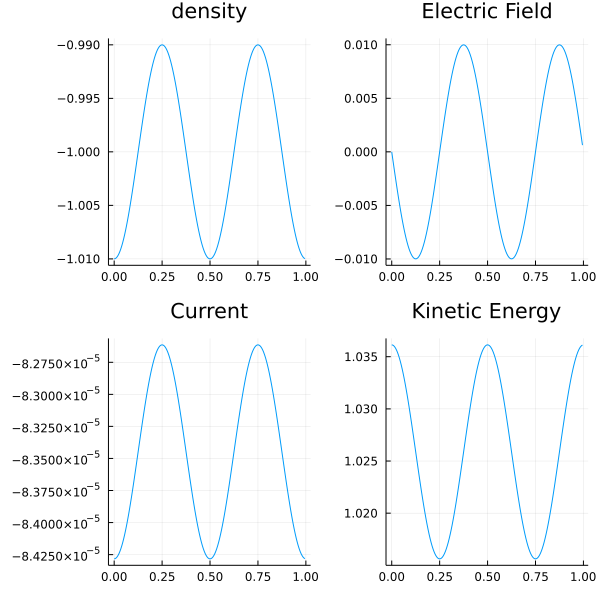 density
−0.990
−0.995
−1.000
−1.005
−1.010
0.00 0.25 0.50 0.75 1.00
Electric Field
0.010
0.005
0.000
−0.005
−0.010
0.00 0.25 0.50 0.75 1.00
Current
−8.2750×10⁻⁵
−8.3000×10⁻⁵
−8.3250×10⁻⁵
−8.3500×10⁻⁵
−8.3750×10⁻⁵
−8.4000×10⁻⁵
−8.4250×10⁻⁵
0.00 0.25 0.50 0.75 1.00
Kinetic Energy
1.035
1.030
1.025
1.020
0.00 0.25 0.50 0.75 1.00